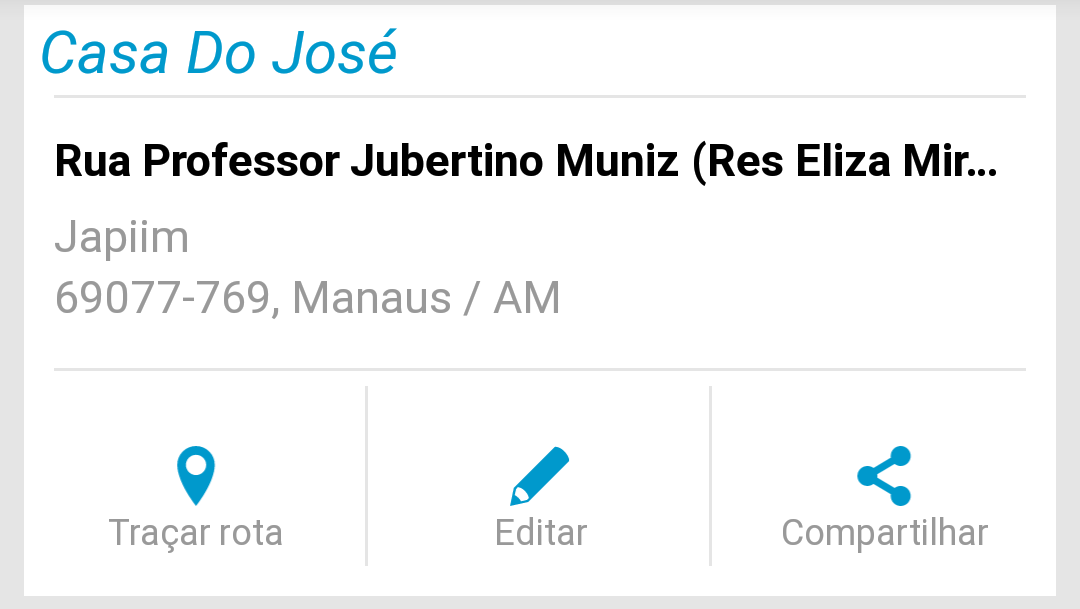 Casa Do José
Rua Professor Jubertino Muniz (Res Eliza Mir...
Japiim
69077-769, Manaus / AM
Traçar rota
Editar
Compartilhar